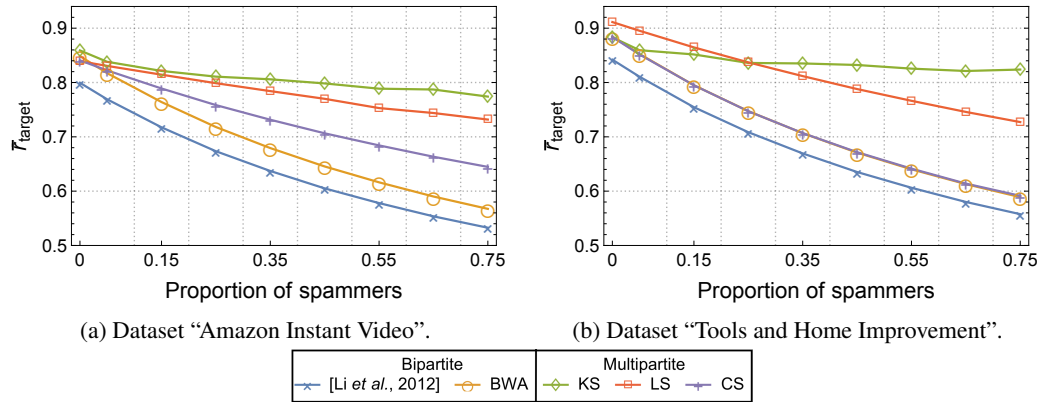 0.9
0.8
0.7
0.6
0.5
r̄target
0 0.15 0.35 0.55 0.75
Proportion of spammers
(a) Dataset “Amazon Instant Video”.
0.9
0.8
0.7
0.6
0.5
r̄target
0 0.15 0.35 0.55 0.75
Proportion of spammers
(b) Dataset “Tools and Home Improvement”.
Bipartite Multipartite
[Li et al., 2012] BWA KS LS CS